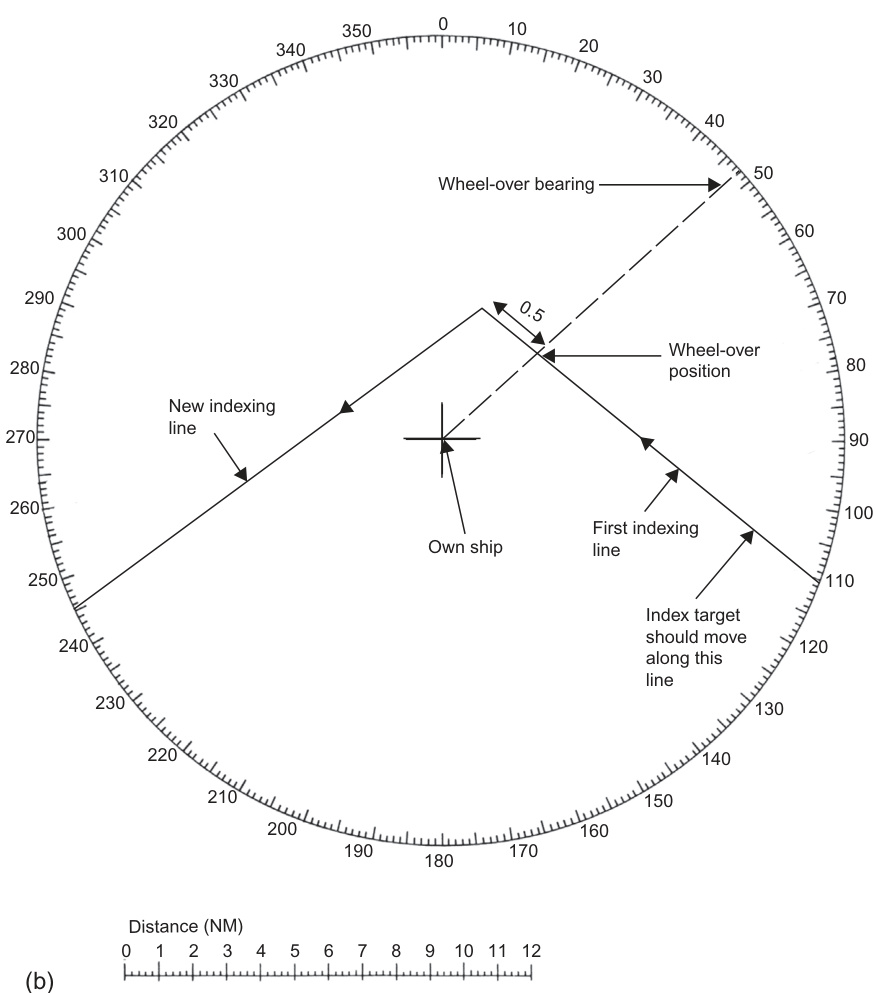 0
10
20
30
40
50
60
70
80
90
100
110
120
130
140
150
160
170
180
190
200
210
220
230
240
250
260
270
280
290
300
310
320
330
340
350
Wheel-over bearing
0.5
Wheel-over
position
New indexing
line
Own ship
First indexing
line
Index target
should move
along this
line
Distance (NM)
0 1 2 3 4 5 6 7 8 9 10 11 12
(b)